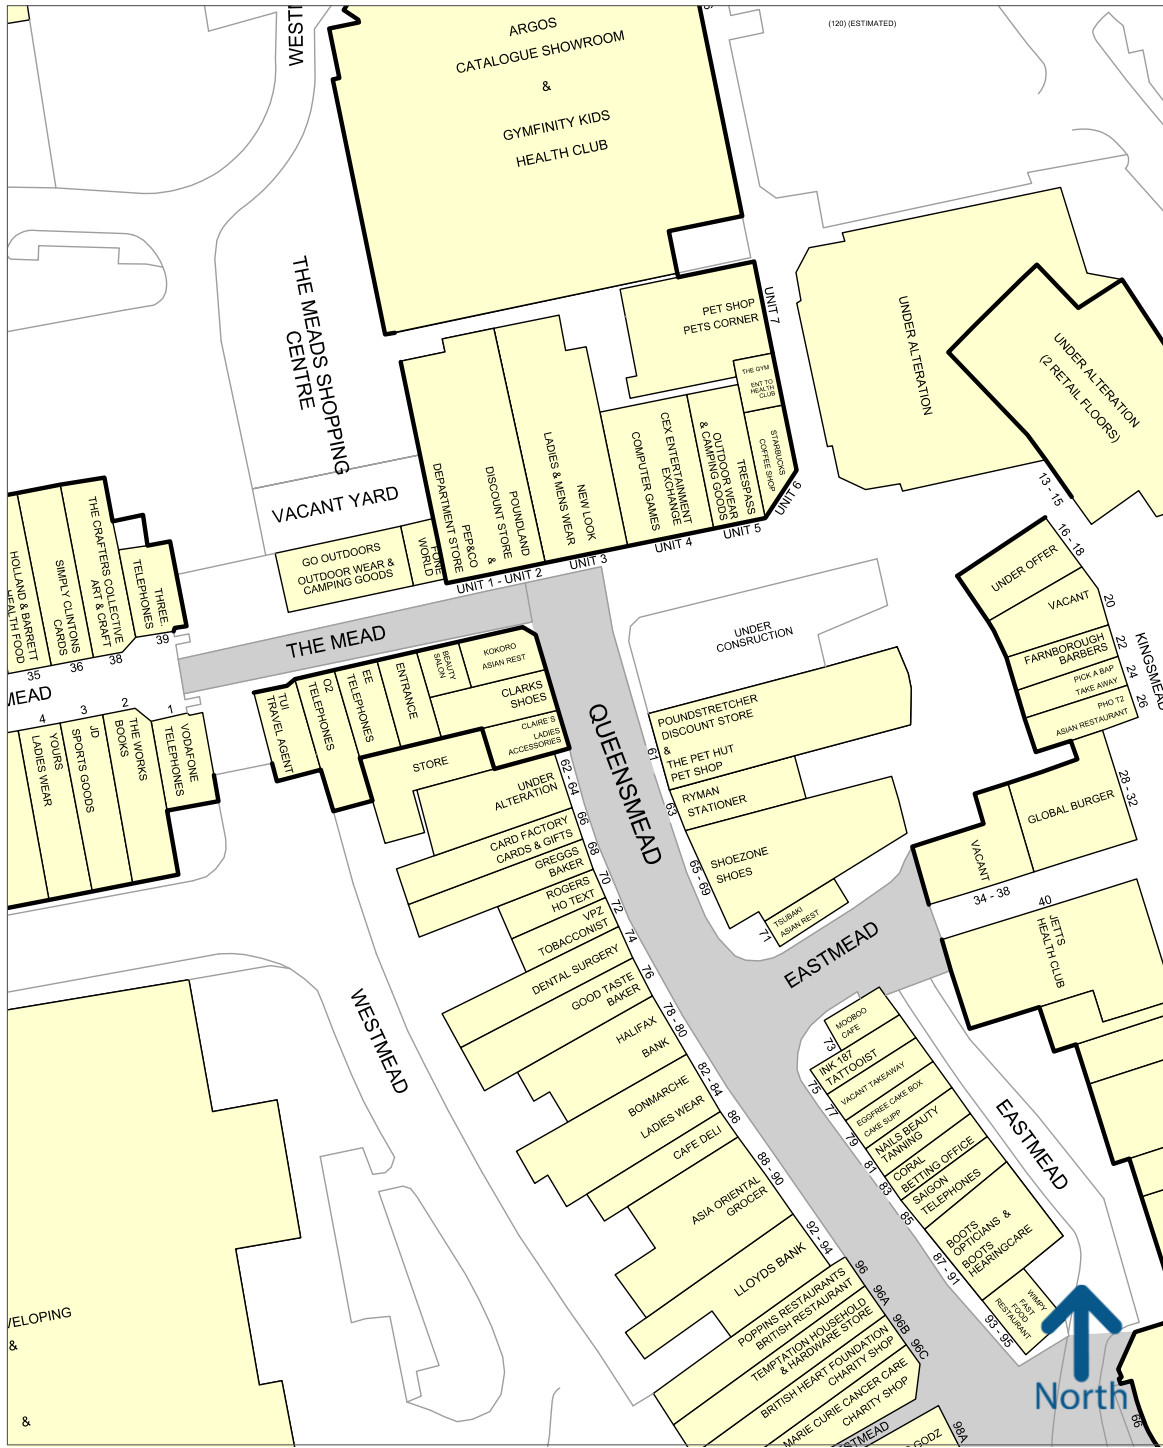 WESTI
ARGOS
CATALOGUE SHOWROOM
&
GYMFINITY KIDS
HEALTH CLUB
(120) (ESTIMATED)
THE MEADS SHOPPING
CENTRE
VACANT YARD
PET SHOP
PETS CORNER
UNIT 7
THE GYM
ENT TO
HEALTH
CLUB
STARBUCKS
COFFEE SHOP
UNIT 6
TRESPASS
OUTDOOR WEAR
& CAMPING GOODS
UNIT 5
CEX ENTERTAINMENT
EXCHANGE
COMPUTER GAMES
UNIT 4
NEW LOOK
LADIES & MENS WEAR
UNIT 3
POUNDLAND
DISCOUNT STORE
&
PEP&CO
DEPARTMENT STORE
UNIT 1 - UNIT 2
FONE
WORLD
GO OUTDOORS
OUTDOOR WEAR &
CAMPING GOODS
UNDER ALTERATION
UNDER ALTERATION
(2 RETAIL FLOORS)
13 - 15
16 - 18
UNDER OFFER
VACANT
20
FARNBOROUGH
BARBERS
22
PICK A BAP
TAKE AWAY
24
PHO T2
ASIAN RESTAURANT
26
KINGSMEAD
28 - 32
GLOBAL BURGER
VACANT
34 - 38
40
JETTS
HEALTH CLUB
HOLLAND & BARRETT
HEALTH FOOD
35
SIMPLY CLINTONS
CARDS
36
THE CRAFTERS COLLECTIVE
ART & CRAFT
38
THREE.
TELEPHONES
39
MEAD
4
YOURS
LADIES WEAR
3
JD
SPORTS GOODS
2
THE WORKS
BOOKS
1
VODAFONE
TELEPHONES
THE MEAD
TUI
TRAVEL AGENT
O2
TELEPHONES
EE
TELEPHONES
ENTRANCE
BEAUTY
SALON
KOKORO
ASIAN REST
CLARKS
SHOES
CLAIRE'S
LADIES
ACCESSORIES
STORE
UNDER
CONSRUCTION
QUEENSMEAD
POUNDSTRETCHER
DISCOUNT STORE
&
THE PET HUT
PET SHOP
61
RYMAN
STATIONER
63
SHOEZONE
SHOES
65 - 69
TSUBAKI
ASIAN REST
71
UNDER
ALTERATION
62 - 64
CARD FACTORY
CARDS & GIFTS
66
GREGGS
BAKER
68
ROGERS
HO TEXT
70
VPZ
TOBACCONIST
72
DENTAL SURGERY
74
GOOD TASTE
BAKER
76
HALIFAX
BANK
78 - 80
BONMARCHE
LADIES WEAR
82 - 84
CAFE DELI
86
ASIA ORIENTAL
GROCER
88 - 90
LLOYDS BANK
92 - 94
POPPINS RESTAURANTS
BRITISH RESTAURANT
96
TEMPTATION HOUSEHOLD
& HARDWARE STORE
96A
BRITISH HEART FOUNDATION
CHARITY SHOP
96B
MARIE CURIE CANCER CARE
CHARITY SHOP
96C
98A
GODZ
ESTMEAD
WESTMEAD
EASTMEAD
MOOBOO
CAFE
73
INK 187
TATTOOIST
75
VACANT TAKEAWAY
77
EGGFREE CAKE BOX
CAKE SUPP
79
NAILS BEAUTY
TANNING
81
CORAL
BETTING OFFICE
83
SAIGON
TELEPHONES
85
BOOTS
OPTICIANS &
BOOTS
HEARINGCARE
87 - 91
WIMPY
FAST
FOOD
RESTAURANT
93 - 95
EASTMEAD
VELOPING
&
&
North
66